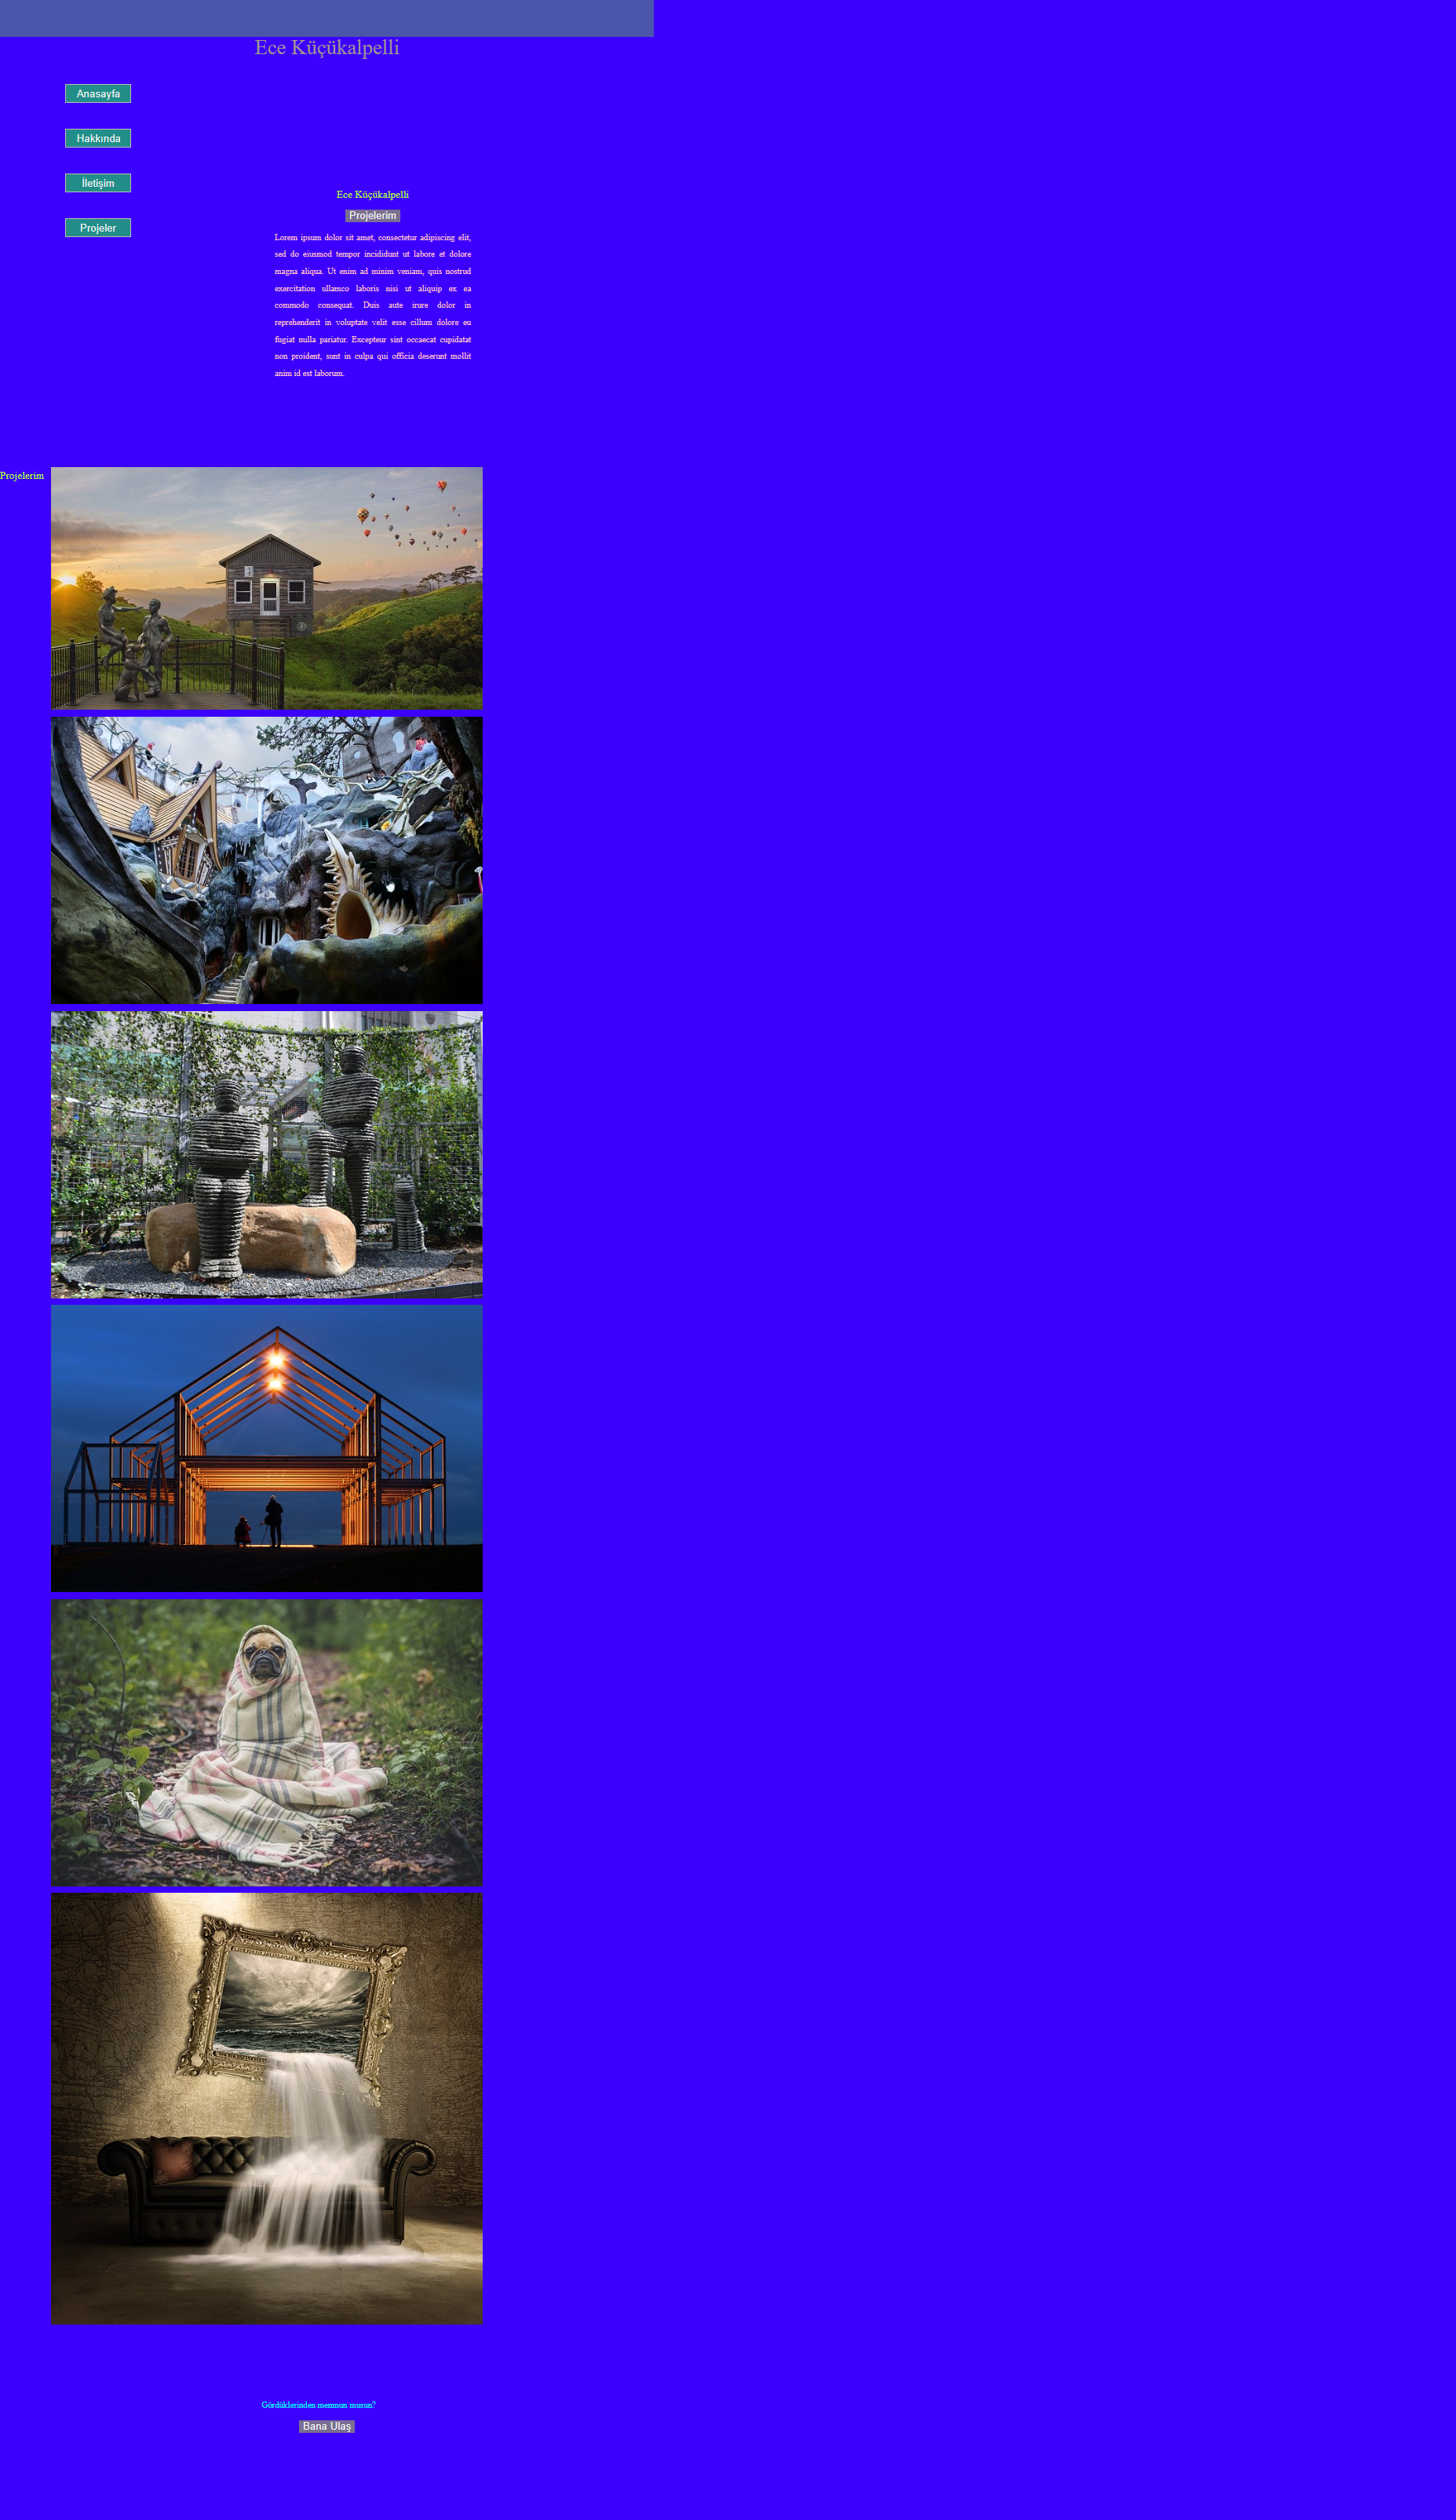 Ece Küçükalpelli
Anasayfa
Hakkında
İletişim
Projeler
Ece Küçükalpelli
Projelerim
Lorem ipsum dolor sit amet, consectetur adipiscing elit,
sed do eiusmod tempor incididunt ut labore et dolore
magna aliqua. Ut enim ad minim veniam, quis nostrud
exercitation ullamco laboris nisi ut aliquip ex ea
commodo consequat. Duis aute irure dolor in
reprehenderit in voluptate velit esse cillum dolore eu
fugiat nulla pariatur. Excepteur sint occaecat cupidatat
non proident, sunt in culpa qui officia deserunt mollit
anim id est laborum.
Projelerim
Gördüklerinden memnun musun?
Bana Ulaş